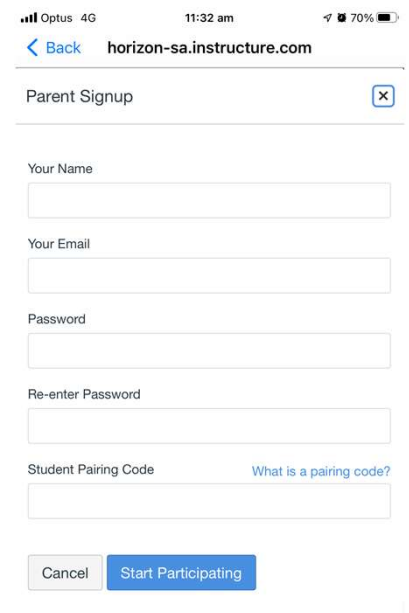 Optus 4G 11:32 am 70%
Back horizon-sa.instructure.com
Parent Signup
Your Name
Your Email
Password
Re-enter Password
Student Pairing Code What is a pairing code?
Cancel Start Participating